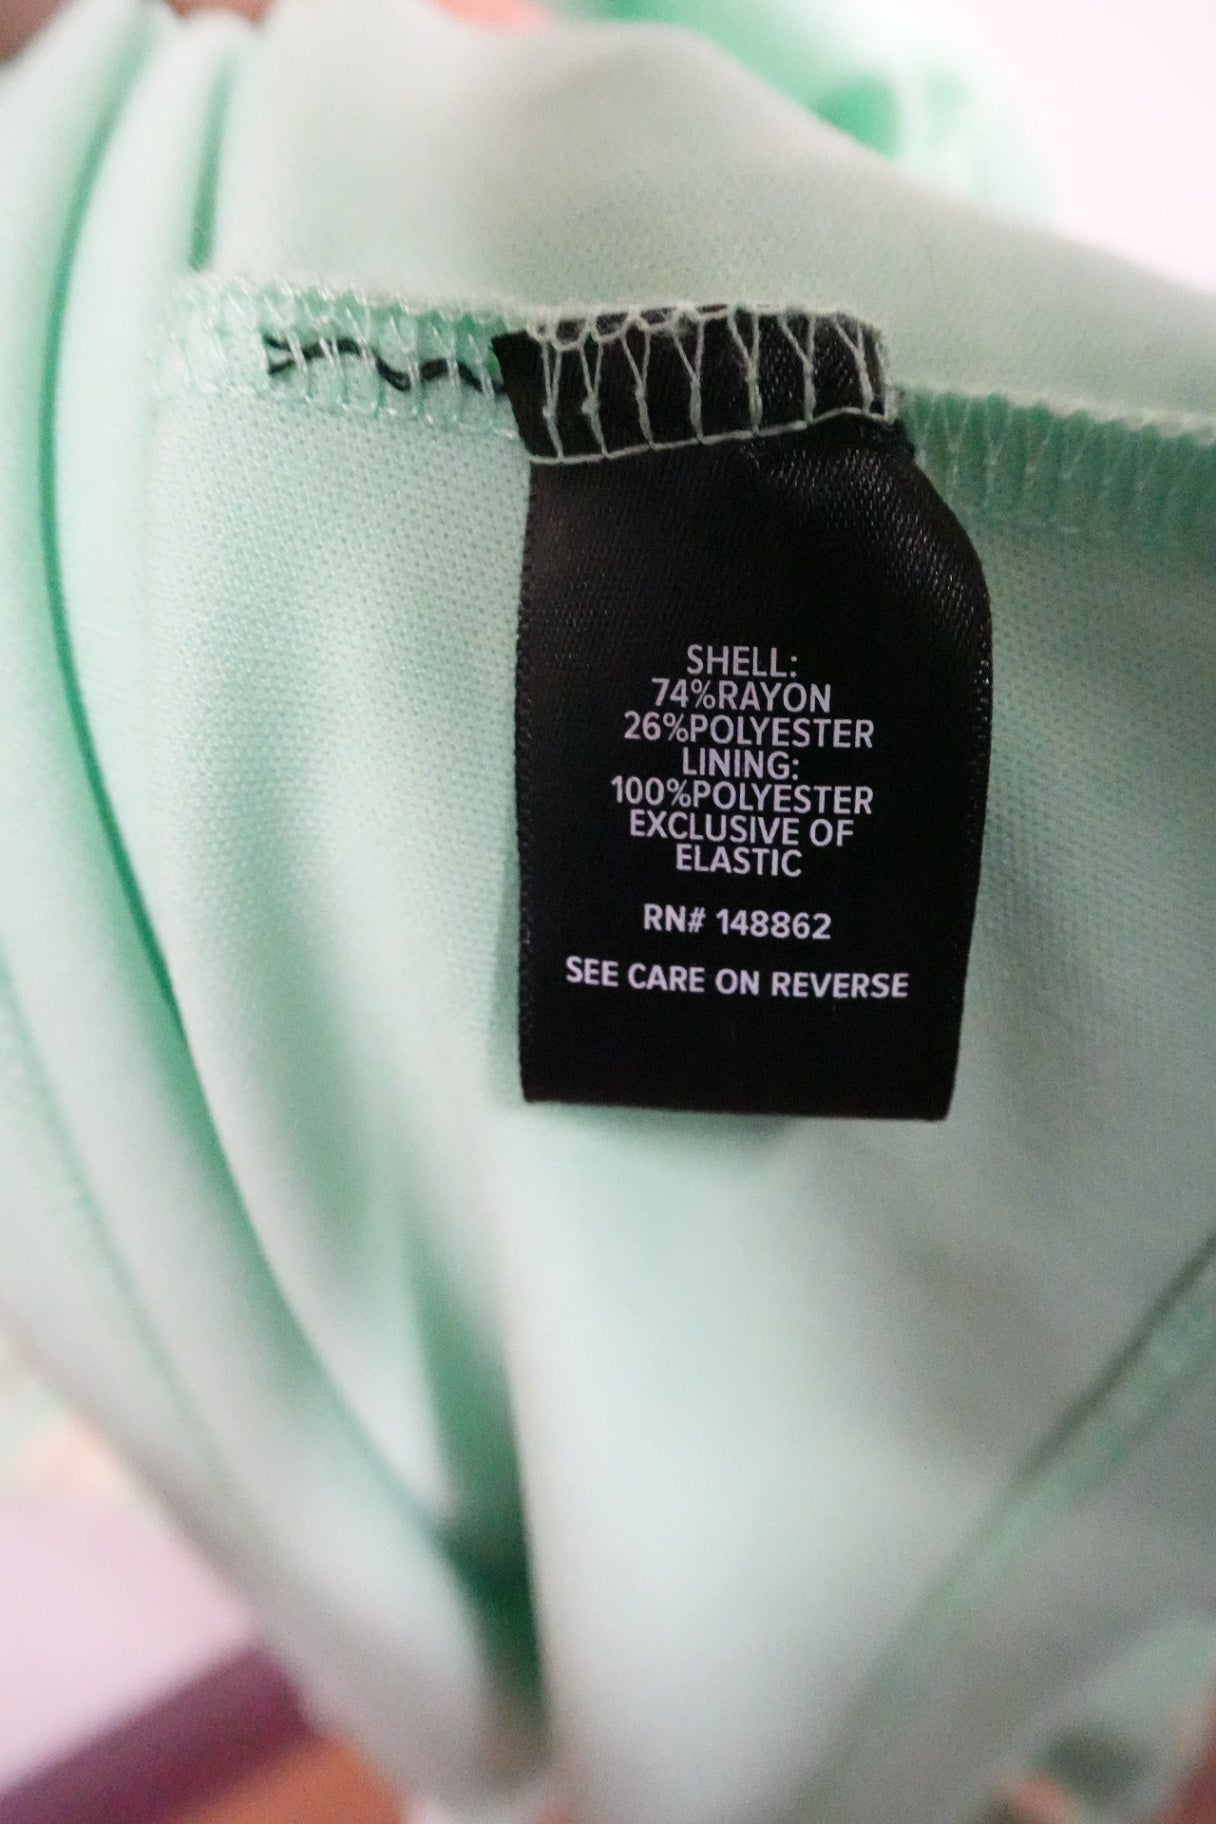 SHELL:
74%RAYON
26%POLYESTER
LINING:
100%POLYESTER
EXCLUSIVE OF
ELASTIC
RN# 148862
SEE CARE ON REVERSE